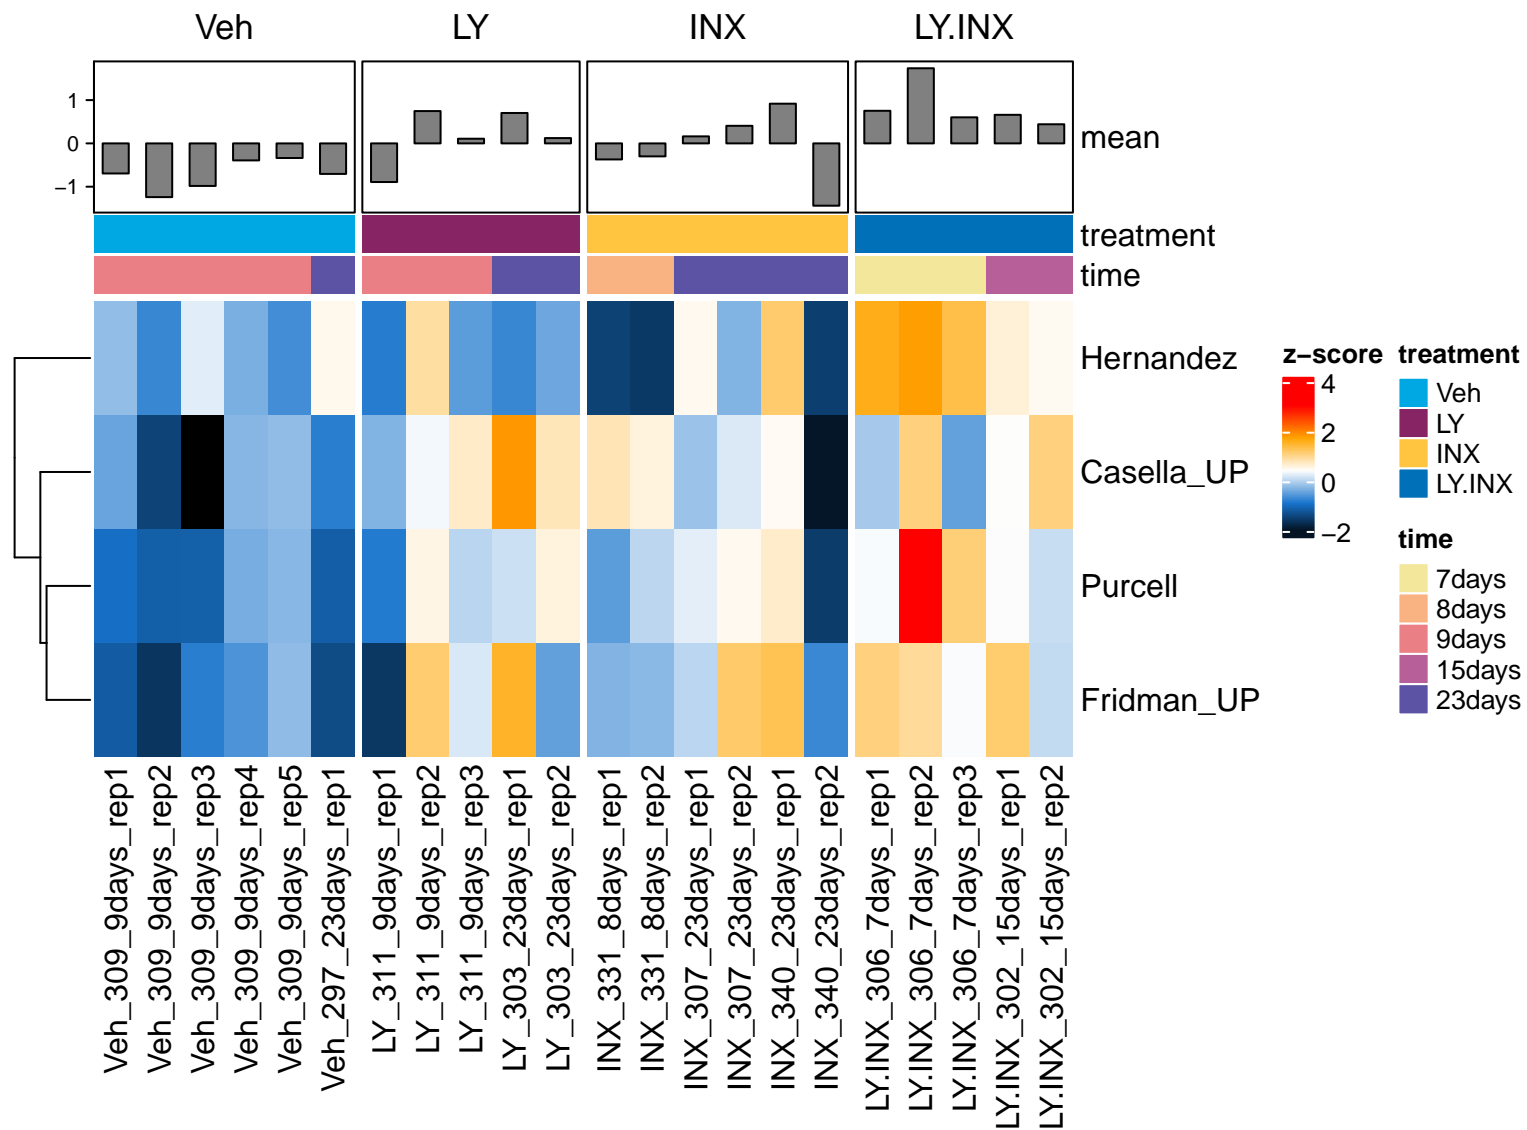 Veh LY INX LY.INX
1
0
−1
mean
treatment
time
Hernandez
Casella_UP
Purcell
Fridman_UP
Veh_309_9days_rep1
Veh_309_9days_rep2
Veh_309_9days_rep3
Veh_309_9days_rep4
Veh_309_9days_rep5
Veh_297_23days_rep1
LY_311_9days_rep1
LY_311_9days_rep2
LY_311_9days_rep3
LY_303_23days_rep1
LY_303_23days_rep2
INX_331_8days_rep1
INX_331_8days_rep2
INX_307_23days_rep1
INX_307_23days_rep2
INX_340_23days_rep1
INX_340_23days_rep2
LY.INX_306_7days_rep1
LY.INX_306_7days_rep2
LY.INX_306_7days_rep3
LY.INX_302_15days_rep1
LY.INX_302_15days_rep2
z−score
4
2
0
−2
treatment
Veh
LY
INX
LY.INX
time
7days
8days
9days
15days
23days